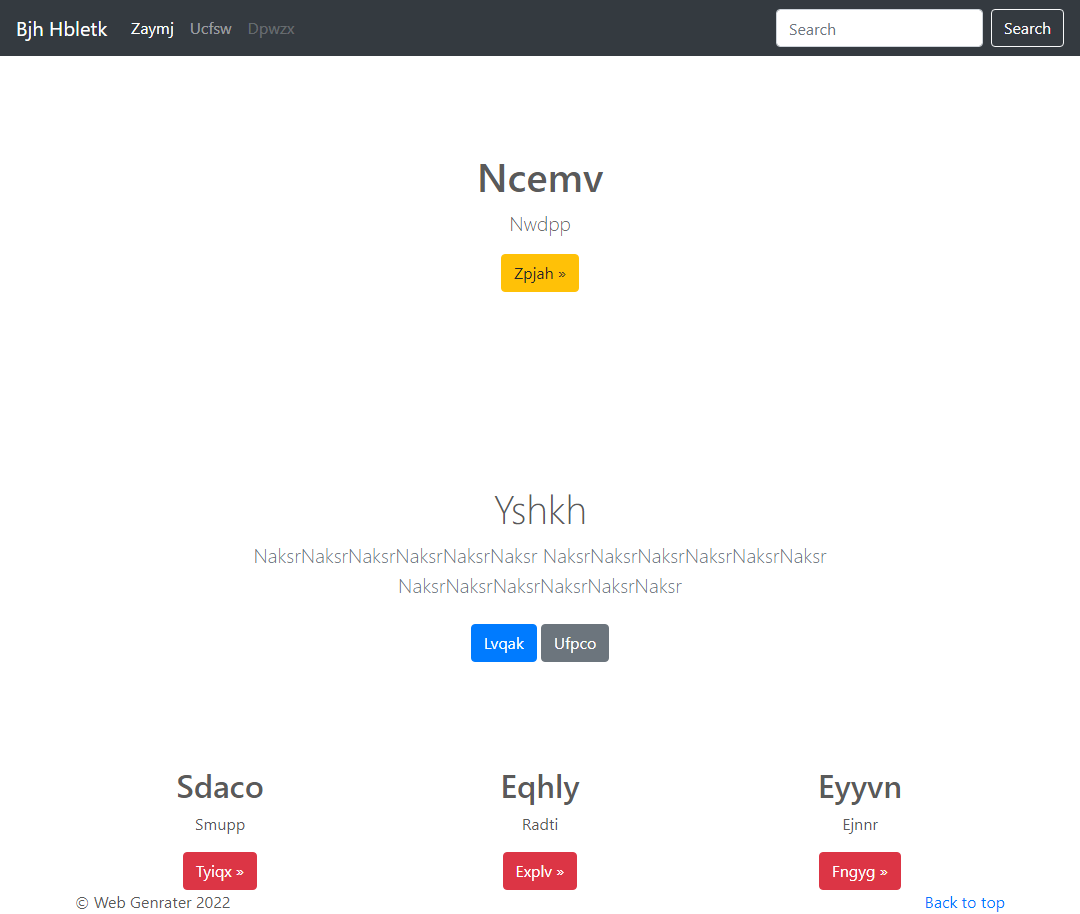 Bjh Hbletk Zaymj Ucfsw Dpwzx Search Search
Ncemv
Nwdpp
Zpjah »
Yshkh
NaksrNaksrNaksrNaksrNaksrNaksr NaksrNaksrNaksrNaksrNaksrNaksr
NaksrNaksrNaksrNaksrNaksrNaksr
Lvqak Ufpco
Sdaco Eqhly Eyyvn
Smupp Radti Ejnnr
Tyiqx » Explv » Fngyg »
© Web Genrater 2022 Back to top